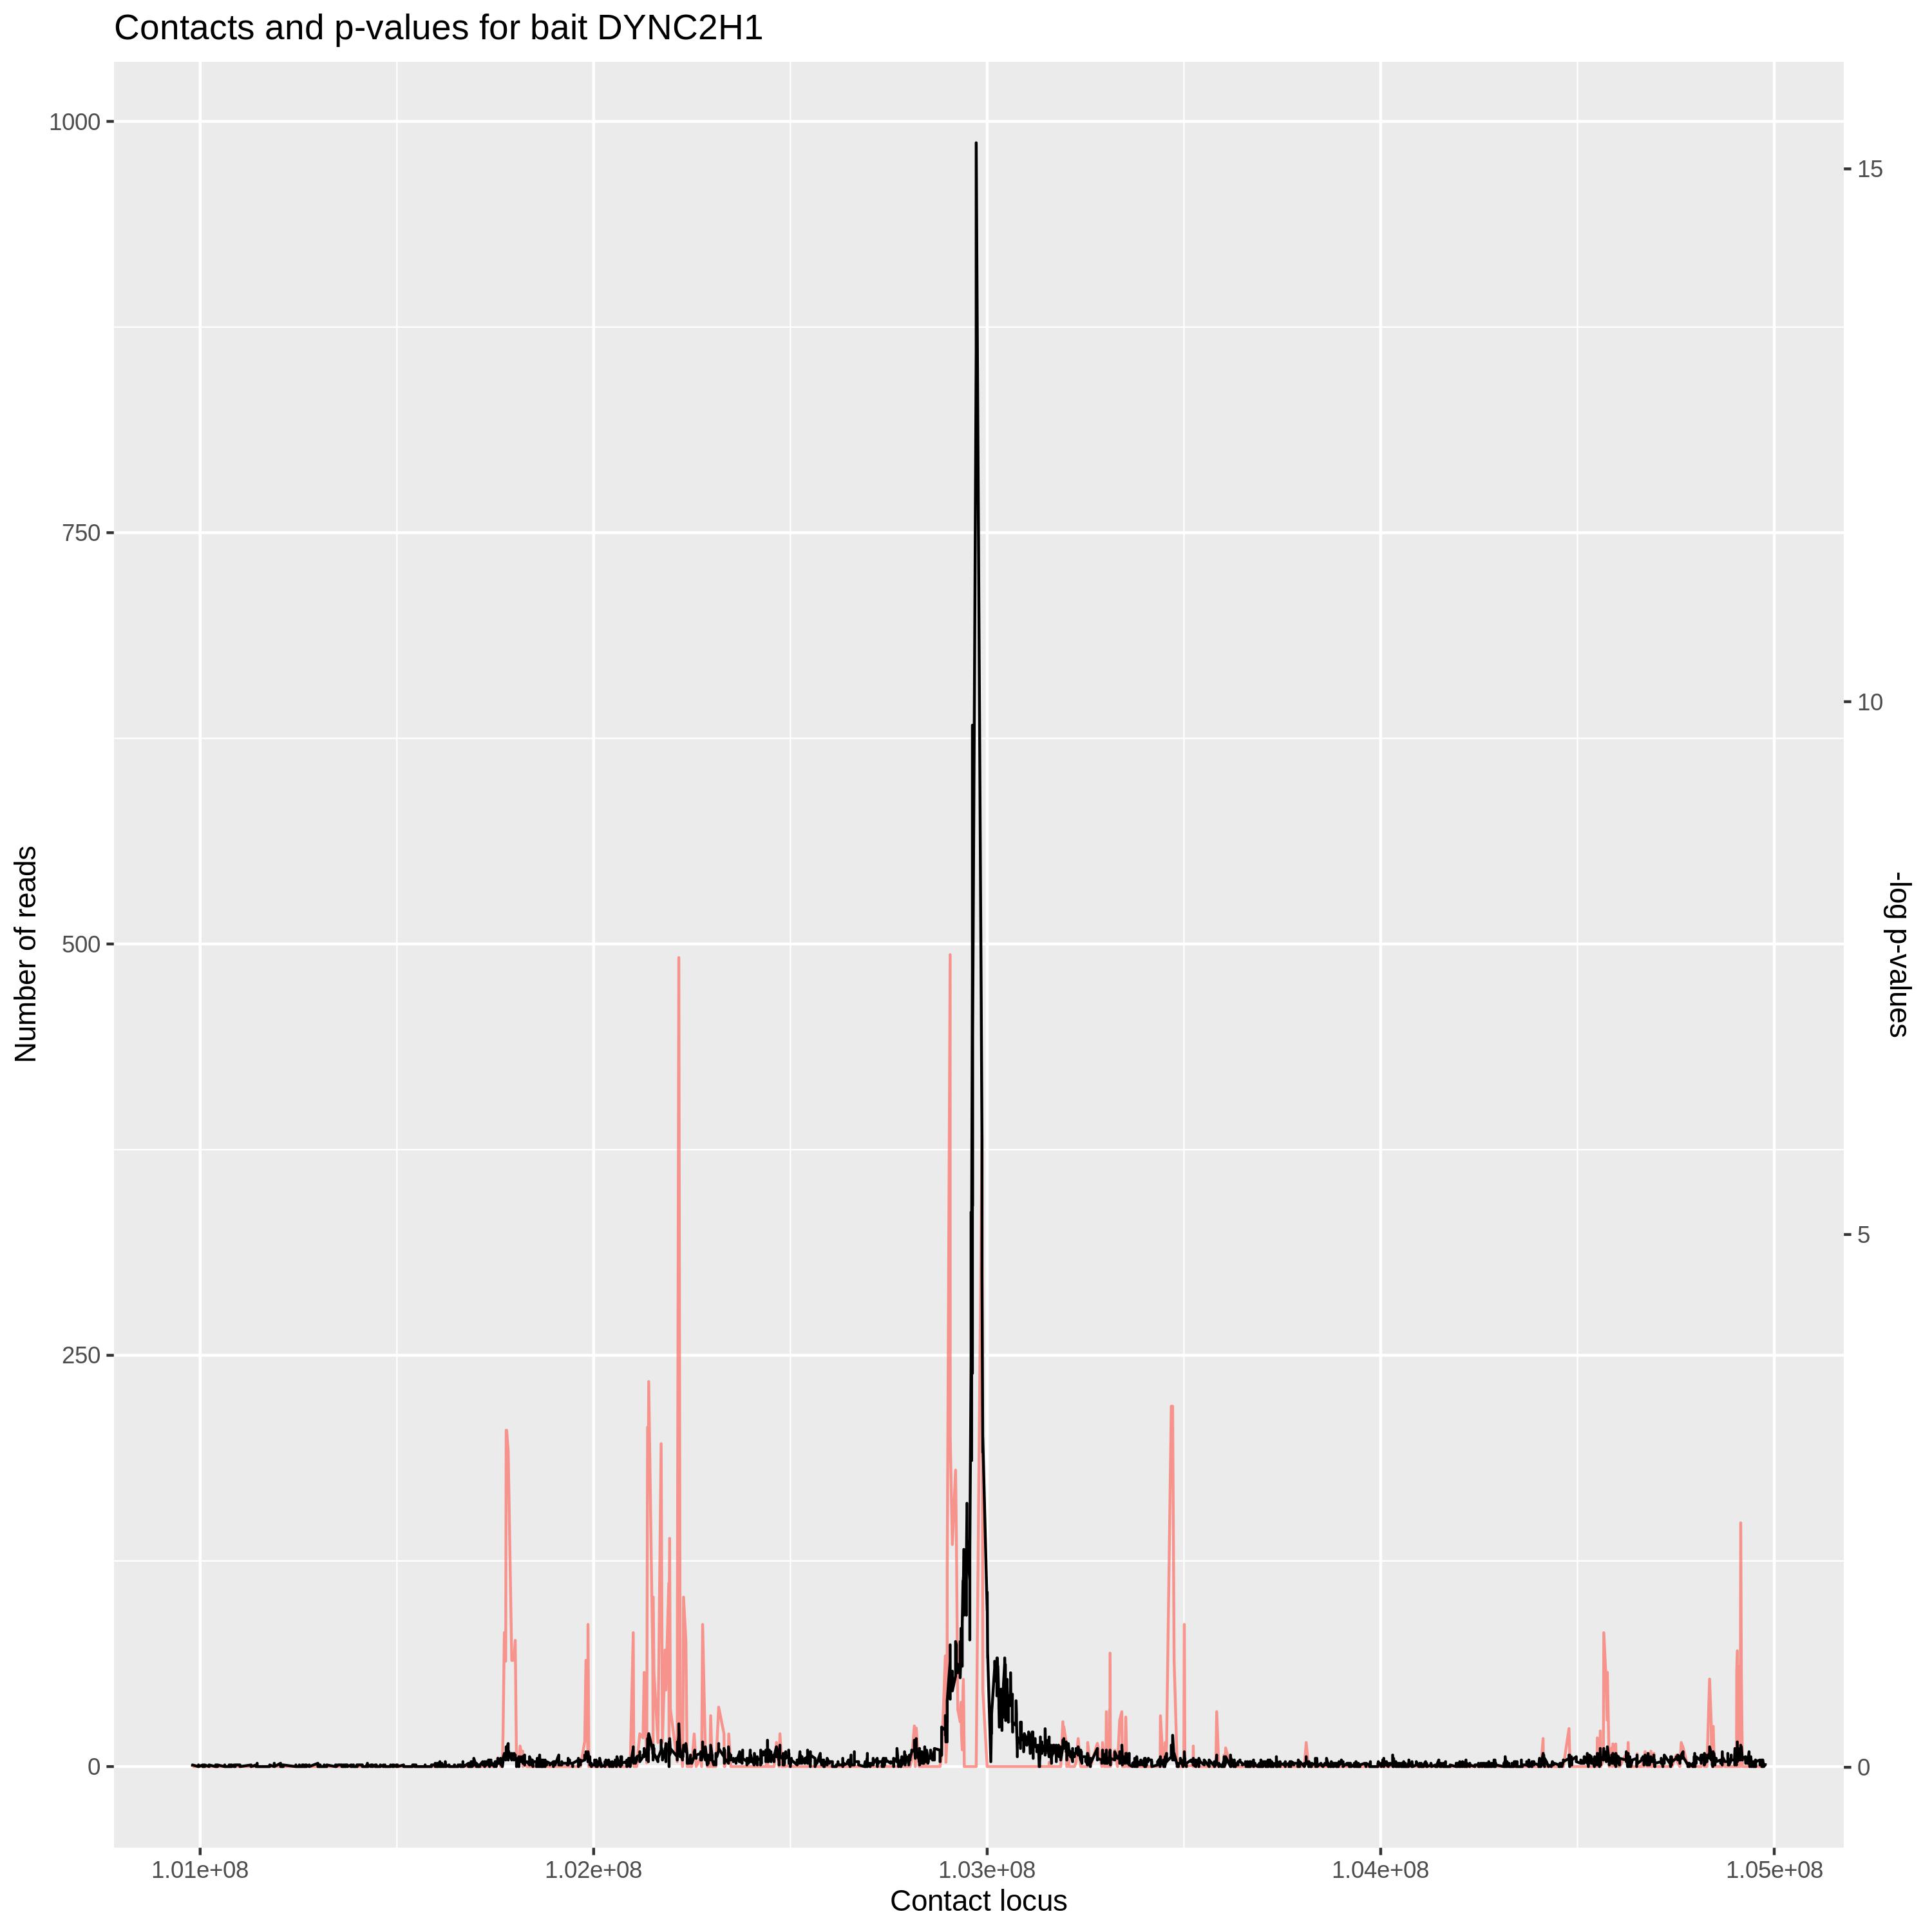 Contacts and p-values for bait DYNC2H1
1000
750
500
250
0
Number of reads
15
10
5
0
-log p-values
1.01e+08
1.02e+08
1.03e+08
1.04e+08
1.05e+08
Contact locus